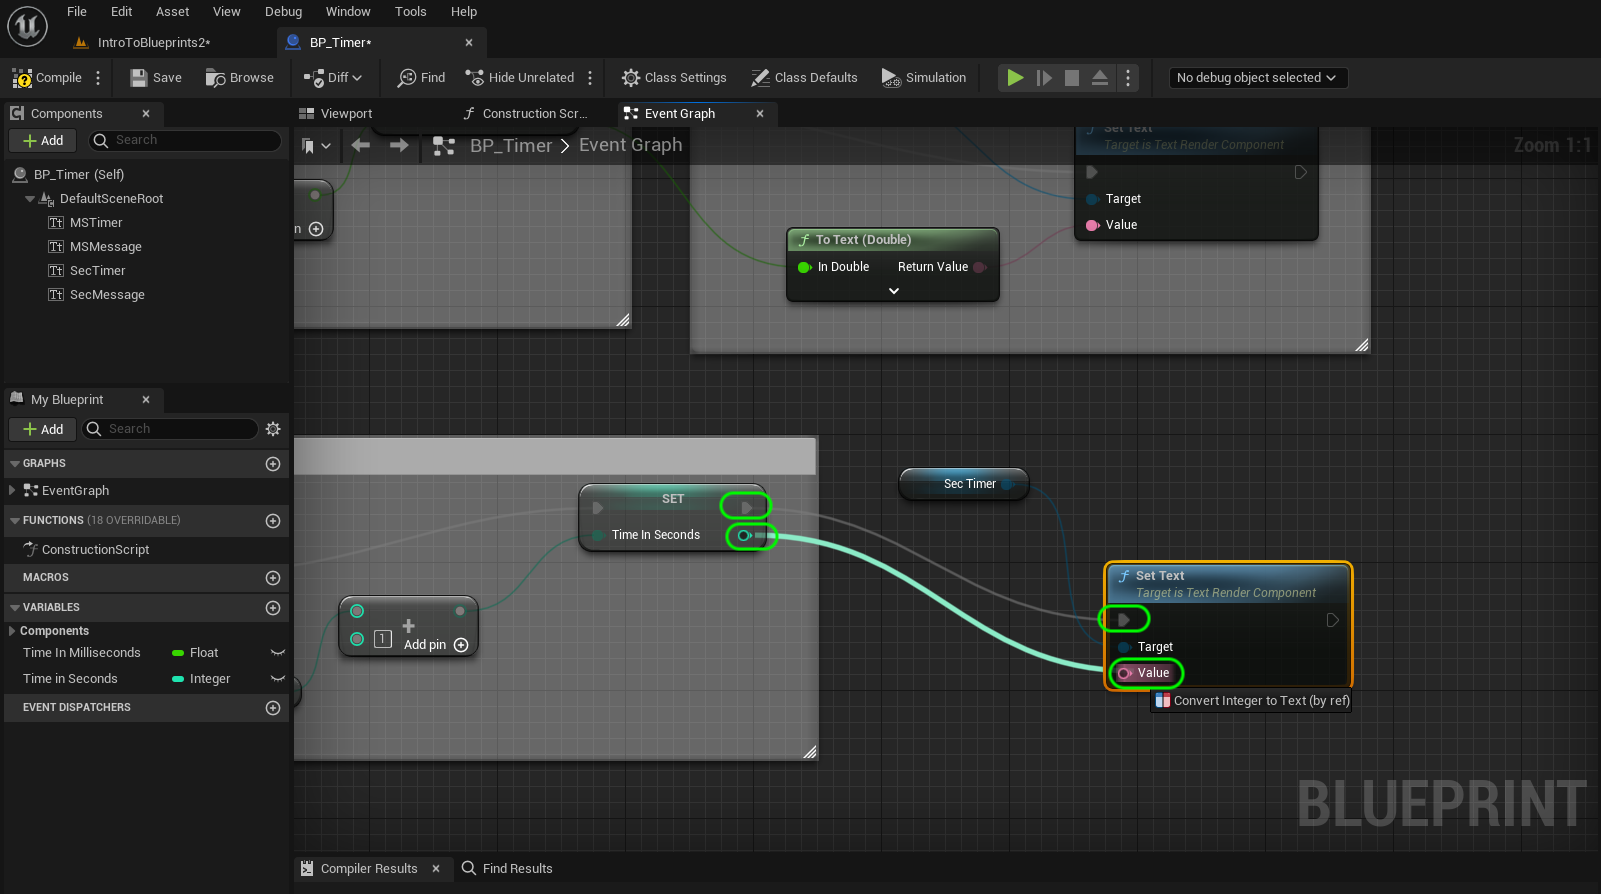 File Edit Asset View Debug Window Tools Help
IntroToBlueprints2*
BP_Timer*
Compile Save Browse Diff Find Hide Unrelated Class Settings Class Defaults Simulation No debug object selected
Components
Add Search
BP_Timer (Self)
DefaultSceneRoot
Tt MSTimer
Tt MSMessage
Tt SecTimer
Tt SecMessage
My Blueprint
Add Search
GRAPHS
EventGraph
FUNCTIONS (18 OVERRIDABLE)
ConstructionScript
MACROS
VARIABLES
Components
Time In Milliseconds Float
Time in Seconds Integer
EVENT DISPATCHERS
Viewport
f Construction Scr...
Event Graph
BP_Timer > Event Graph
Zoom 1:1
n
f Set Text
Target is Text Render Component
Target
Value
f To Text (Double)
In Double Return Value
SET
Time In Seconds
1
Add pin
Sec Timer
f Set Text
Target is Text Render Component
Target
Value
Convert Integer to Text (by ref)
BLUEPRINT
Compiler Results
Find Results